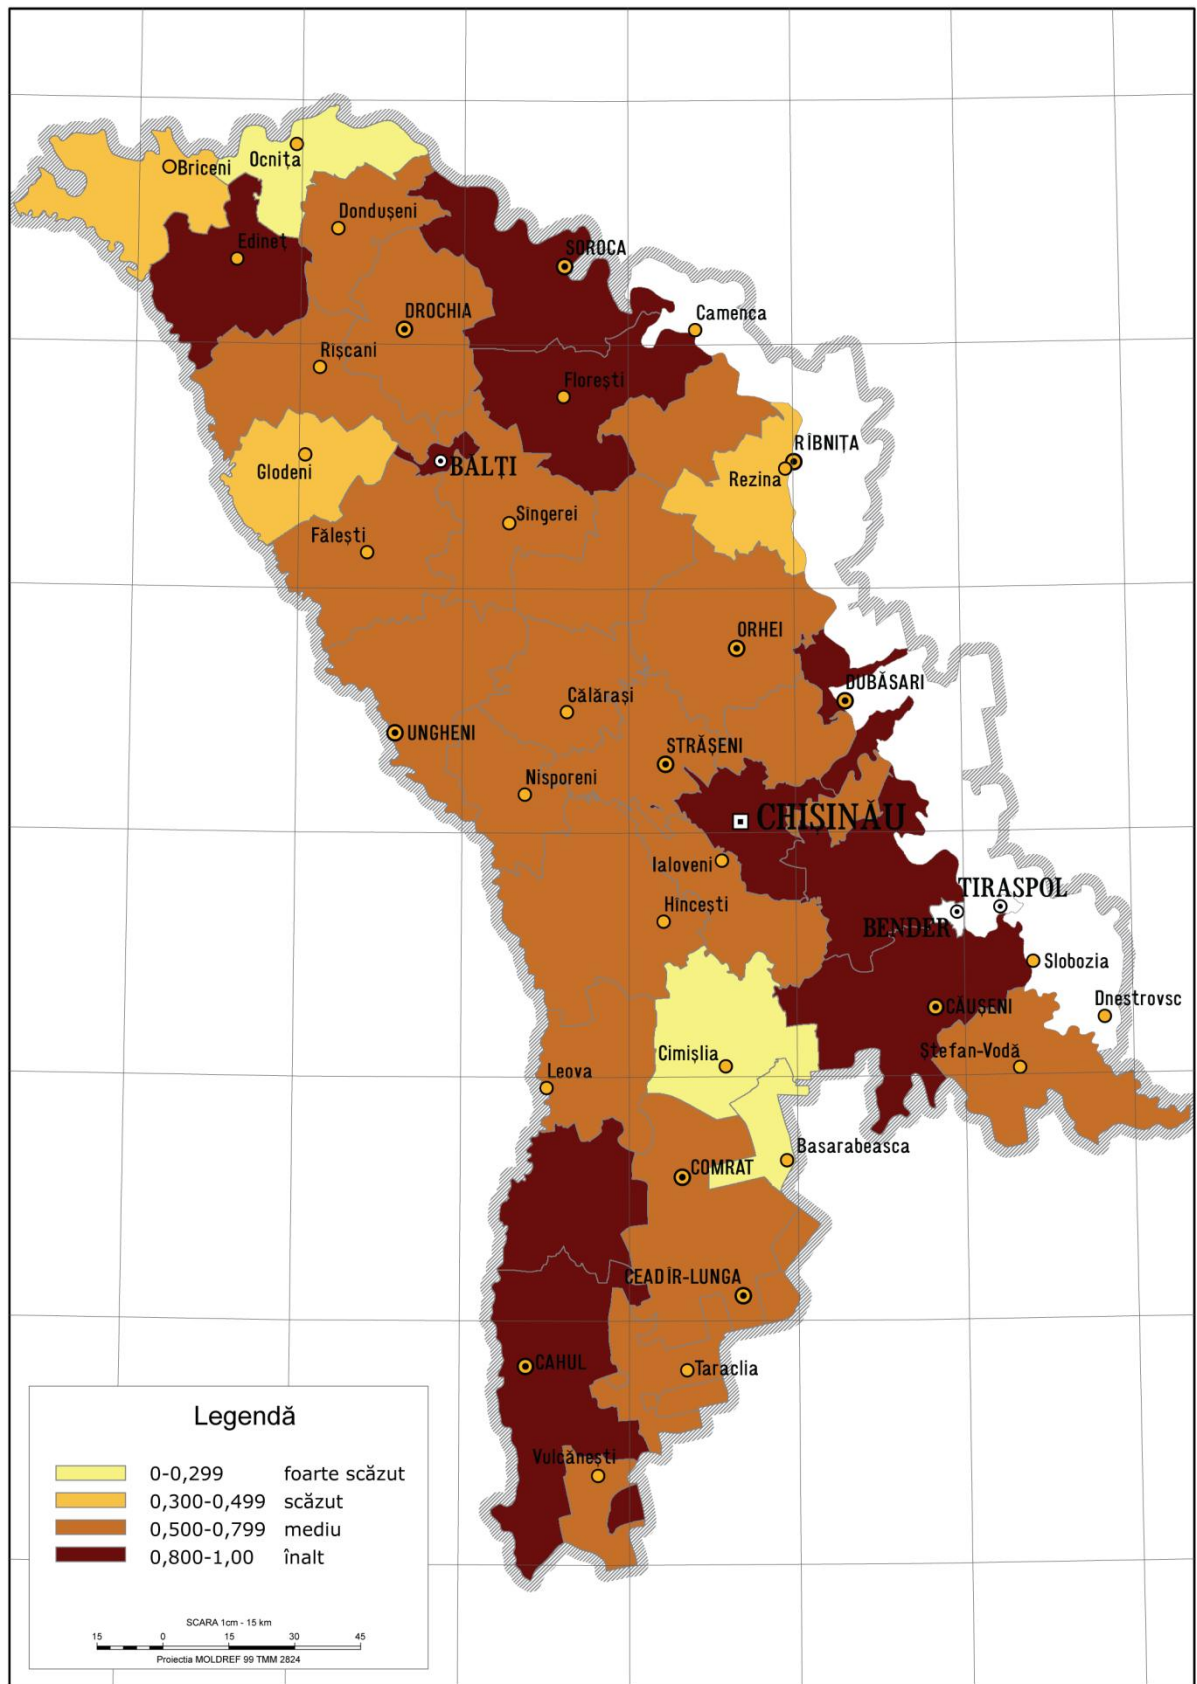 Briceni
Ocnița
Dondușeni
Edineț
SOROCA
Camenca
DROCHIA
Rîșcani
Florești
RÎBNIȚA
Glodeni
BĂLȚI
Rezina
Sîngerei
Fălești
ORHEI
DUBĂSARI
Călărași
UNGHENI
STRĂȘENI
Nisporeni
CHIȘINĂU
Ialoveni
TIRASPOL
Hîncești
BENDER
Slobozia
Dnestrovsc
CĂUȘENI
Cimișlia
Ștefan-Vodă
Leova
Basarabeasca
COMRAT
CEADÎR-LUNGA
CAHUL
Taraclia
Vulcănești
Legendă
0-0,299 foarte scăzut
0,300-0,499 scăzut
0,500-0,799 mediu
0,800-1,00 înalt
SCARA 1cm - 15 km
15 0 15 30 45
Proiectia MOLDREF 99 TMM 2824